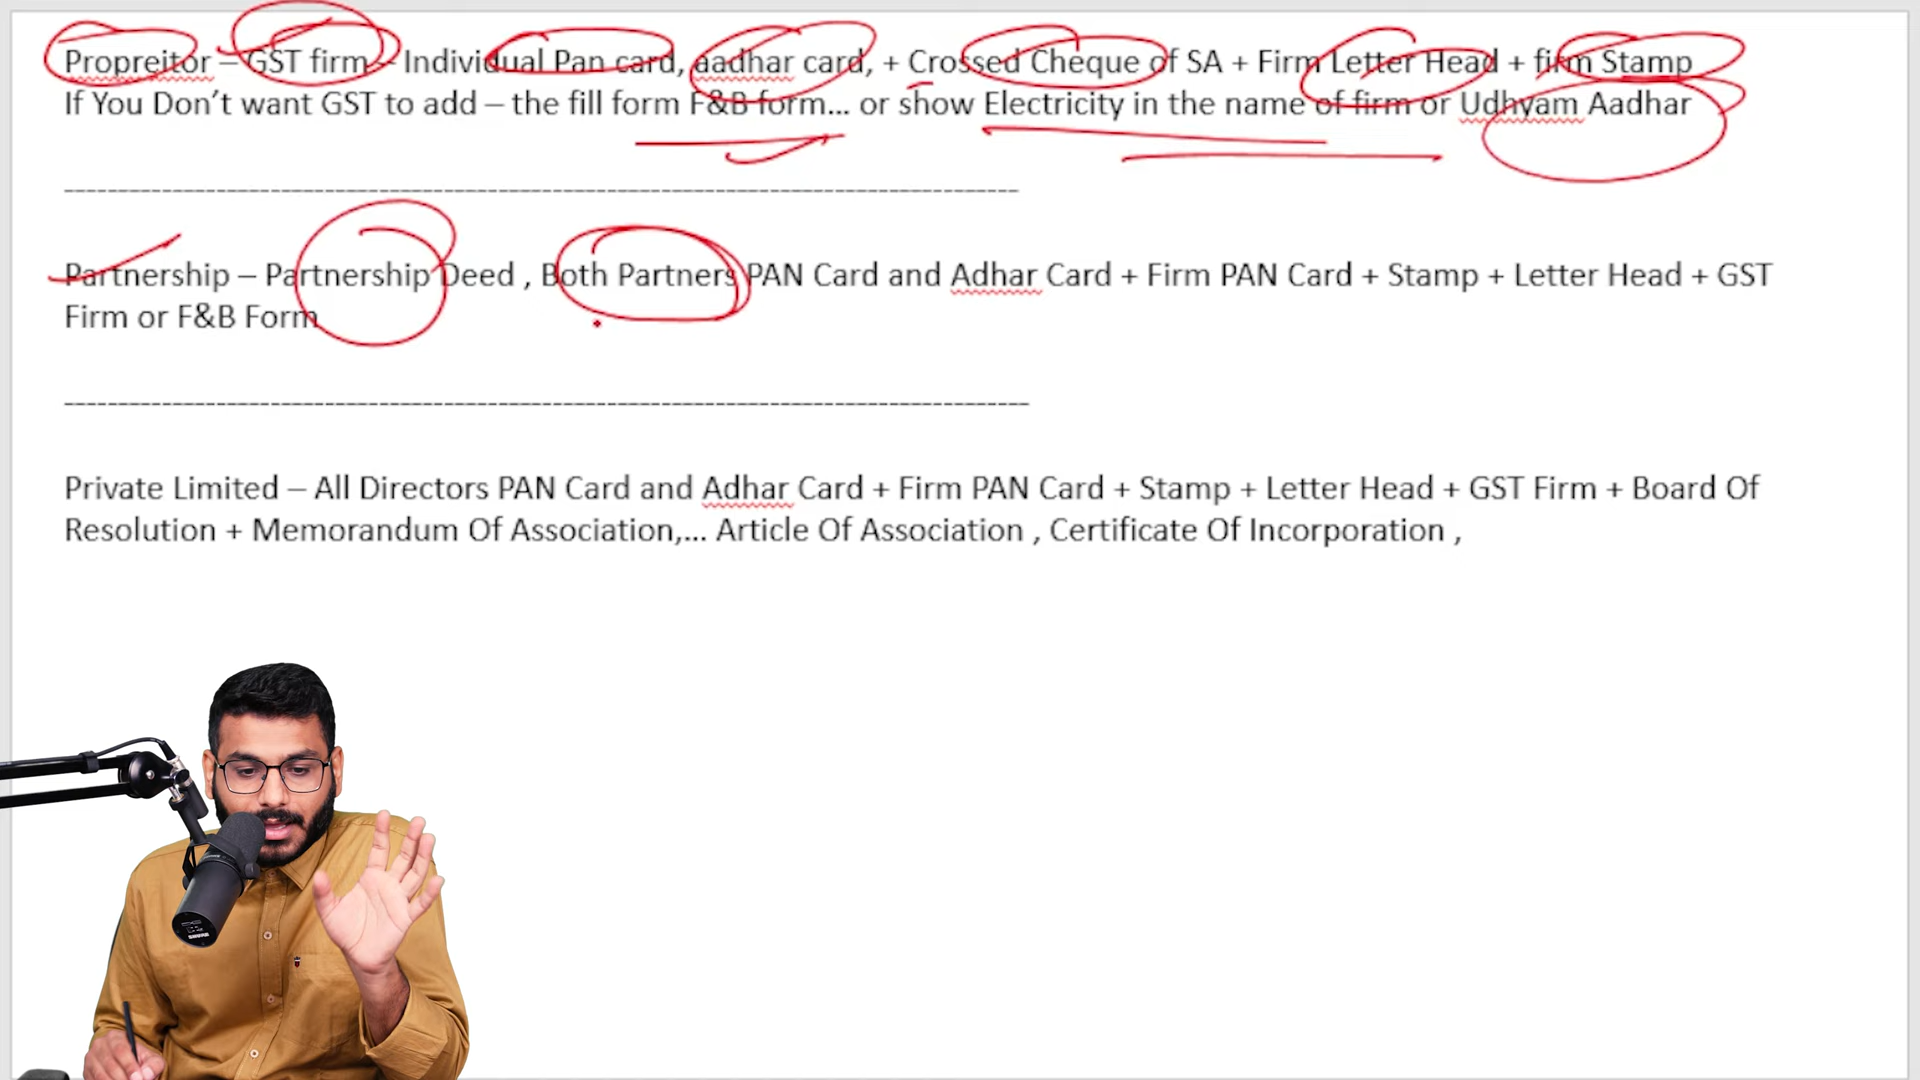 Propreitor – GST firm – Individual Pan card, aadhar card, + Crossed Cheque of SA + Firm Letter Head + firm Stamp
If You Don’t want GST to add – the fill form F&B form... or show Electricity in the name of firm or Udhyam Aadhar
Partnership – Partnership Deed , Both Partners PAN Card and Adhar Card + Firm PAN Card + Stamp + Letter Head + GST
Firm or F&B Form
Private Limited – All Directors PAN Card and Adhar Card + Firm PAN Card + Stamp + Letter Head + GST Firm + Board Of
Resolution + Memorandum Of Association,... Article Of Association , Certificate Of Incorporation ,